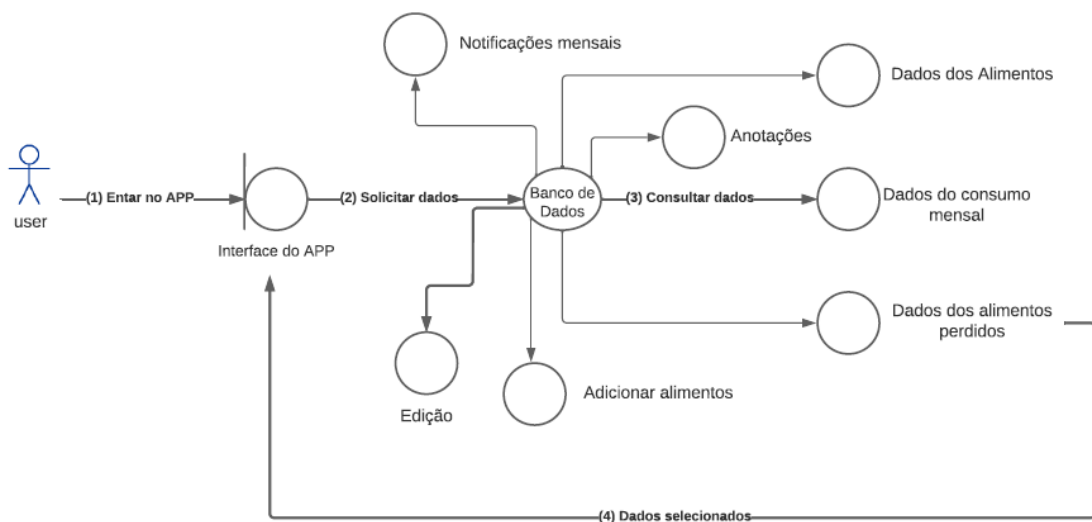 Notificações mensais
Dados dos Alimentos
Anotações
user
(1) Entar no APP
Interface do APP
(2) Solicitar dados
Banco de
Dados
(3) Consultar dados
Dados do consumo
mensal
Dados dos alimentos
perdidos
Edição
Adicionar alimentos
(4) Dados selecionados